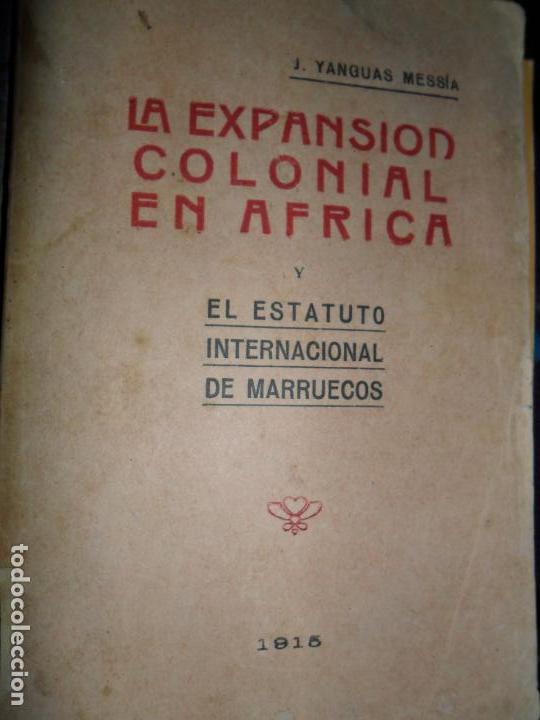 J. YANGUAS MESSÍA
LA EXPANSION
COLONIAL
EN AFRICA
Y
EL ESTATUTO
INTERNACIONAL
DE MARRUECOS
1915
todocoleccion